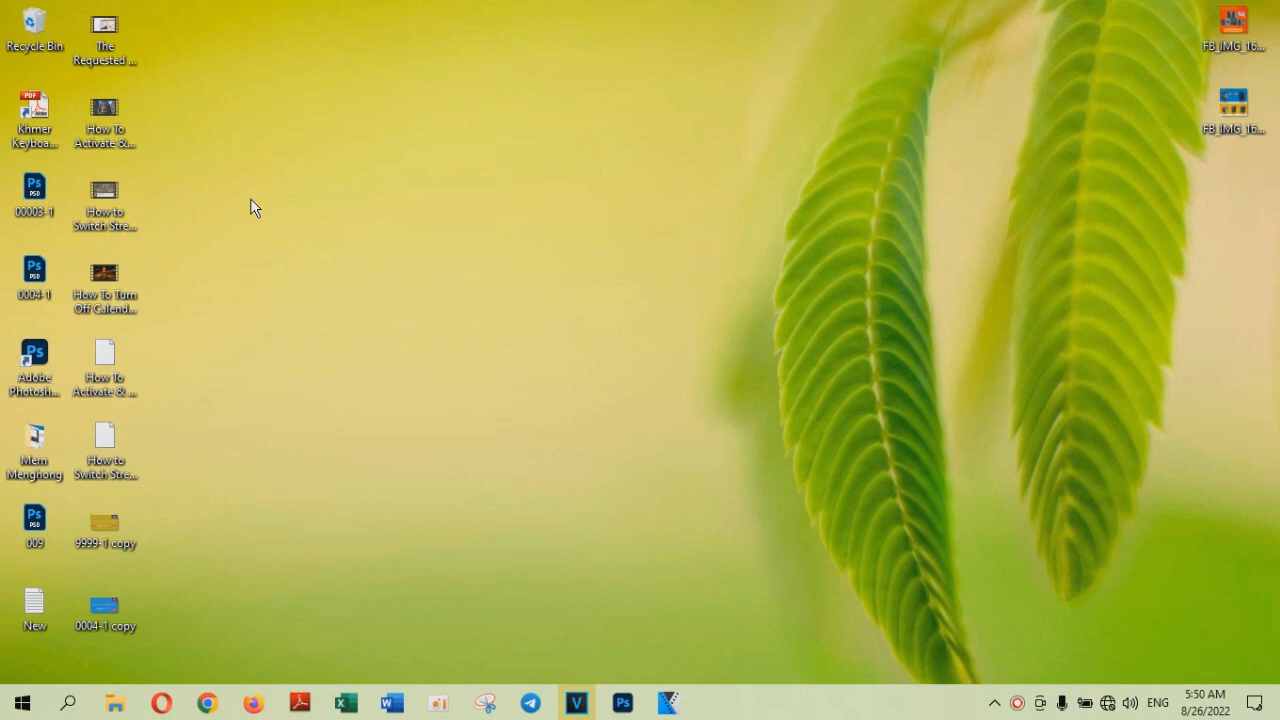 Recycle Bin
The
Requested ...
Khmer
Keyboa...
How To
Activate &...
00003-1
How to
Switch Stre...
0004-1
How To Turn
Off Calend...
Adobe
Photosh...
How To
Activate & ...
Mem
Menghong
How to
Switch Stre...
009
9999-1 copy
New
0004-1 copy
FB_IMG_16...
FB_IMG_16...
ENG
5:50 AM
8/26/2022